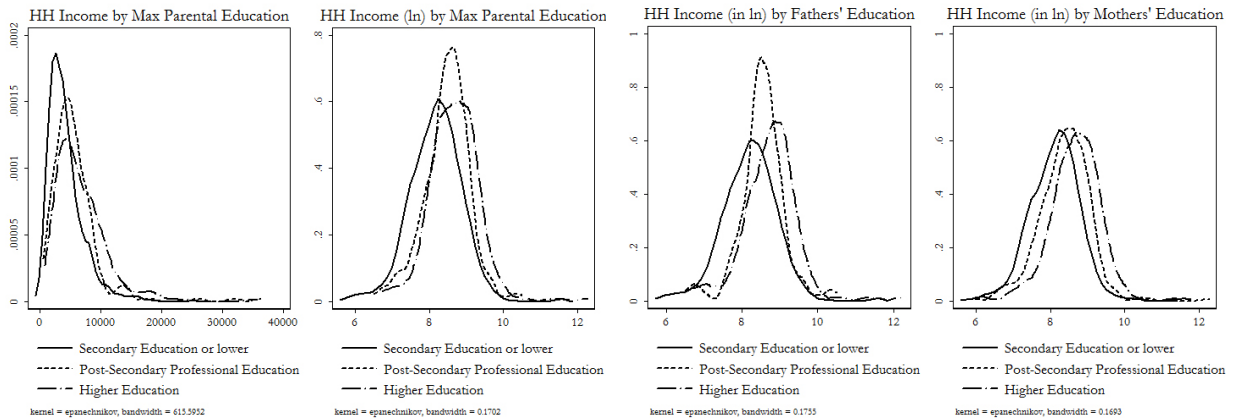 HH Income by Max Parental Education
.0002
.00015
.0001
.00005
0
0 10000 20000 30000 40000
Secondary Education or lower
Post-Secondary Professional Education
Higher Education
kernel = epanechnikov, bandwidth = 615.5952
HH Income (ln) by Max Parental Education
.8
.6
.4
.2
0
6 8 10 12
Secondary Education or lower
Post-Secondary Professional Education
Higher Education
kernel = epanechnikov, bandwidth = 0.1702
HH Income (in ln) by Fathers' Education
1
.8
.6
.4
.2
0
6 8 10 12
Secondary Education or lower
Post-Secondary Professional Education
Higher Education
kernel = epanechnikov, bandwidth = 0.1755
HH Income (in ln) by Mothers' Education
1
.8
.6
.4
.2
0
6 8 10 12
Secondary Education or lower
Post-Secondary Professional Education
Higher Education
kernel = epanechnikov, bandwidth = 0.1693